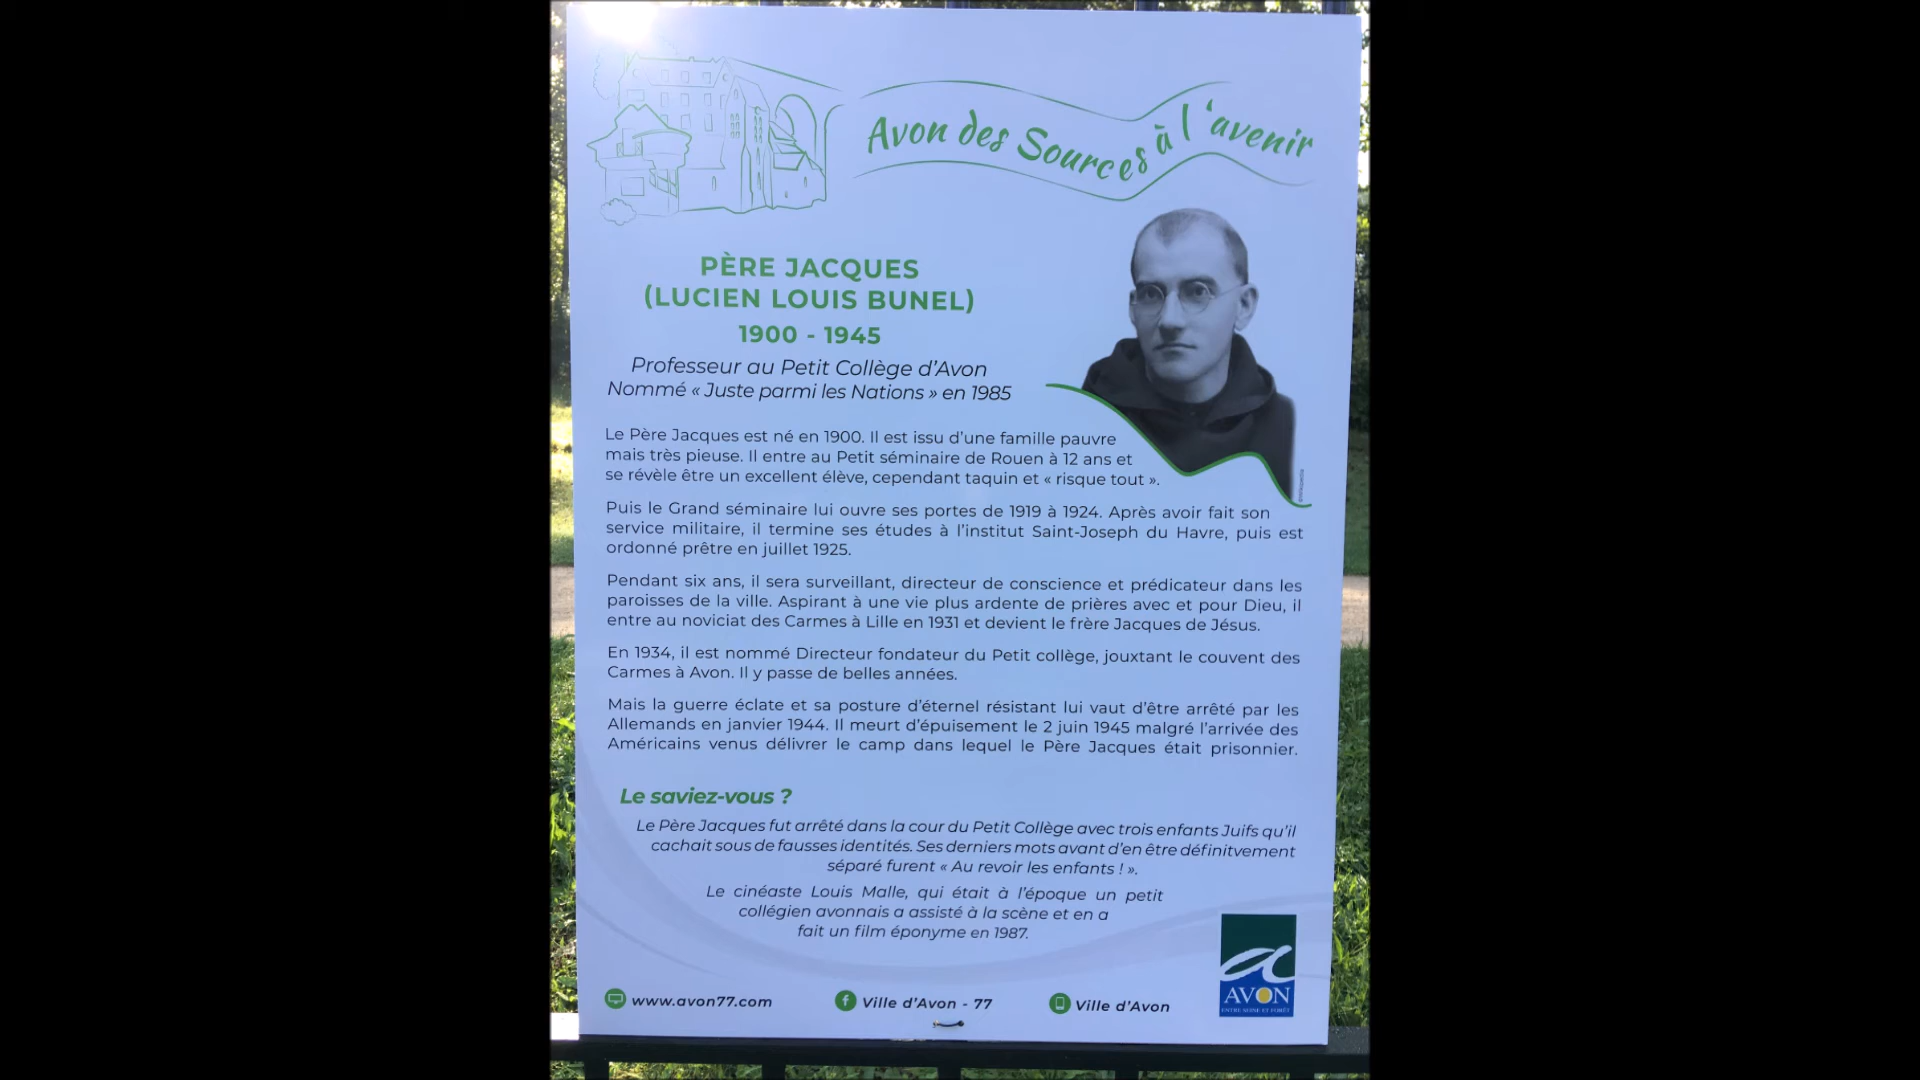 Avon des Sources à l'avenir
PÈRE JACQUES
(LUCIEN LOUIS BUNEL)
1900 - 1945
Professeur au Petit Collège d'Avon
Nommé « Juste parmi les Nations » en 1985
Le Père Jacques est né en 1900. Il est issu d'une famille pauvre
mais très pieuse. Il entre au Petit séminaire de Rouen à 12 ans et
se révèle être un excellent élève, cependant taquin et « risque tout ».
Puis le Grand séminaire lui ouvre ses portes de 1919 à 1924. Après avoir fait son
service militaire, il termine ses études à l'institut Saint-Joseph du Havre, puis est
ordonné prêtre en juillet 1925.
Pendant six ans, il sera surveillant, directeur de conscience et prédicateur dans les
paroisses de la ville. Aspirant à une vie plus ardente de prières avec et pour Dieu, il
entre au noviciat des Carmes à Lille en 1931 et devient le frère Jacques de Jésus.
En 1934, il est nommé Directeur fondateur du Petit collège, jouxtant le couvent des
Carmes à Avon. Il y passe de belles années.
Mais la guerre éclate et sa posture d'éternel résistant lui vaut d'être arrêté par les
Allemands en janvier 1944. Il meurt d'épuisement le 2 juin 1945 malgré l'arrivée des
Américains venus délivrer le camp dans lequel le Père Jacques était prisonnier.
Le saviez-vous ?
Le Père Jacques fut arrêté dans la cour du Petit Collège avec trois enfants Juifs qu'il
cachait sous de fausses identités. Ses derniers mots avant d'en être définitvement
séparé furent « Au revoir les enfants ! ».
Le cinéaste Louis Malle, qui était à l'époque un petit
collégien avonnais a assisté à la scène et en a
fait un film éponyme en 1987.
AVON
ENTRE SEINE ET FORÊT
www.avon77.com
Ville d'Avon - 77
Ville d'Avon